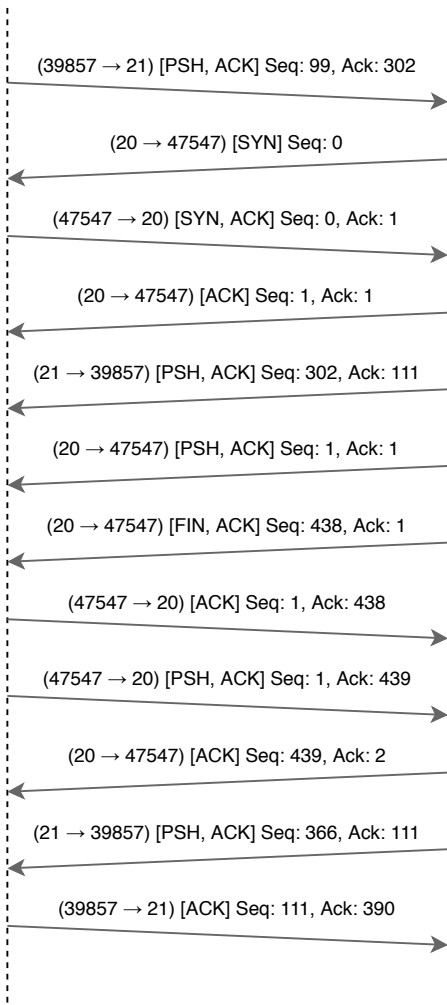 (39857 → 21) [PSH, ACK] Seq: 99, Ack: 302
(20 → 47547) [SYN] Seq: 0
(47547 → 20) [SYN, ACK] Seq: 0, Ack: 1
(20 → 47547) [ACK] Seq: 1, Ack: 1
(21 → 39857) [PSH, ACK] Seq: 302, Ack: 111
(20 → 47547) [PSH, ACK] Seq: 1, Ack: 1
(20 → 47547) [FIN, ACK] Seq: 438, Ack: 1
(47547 → 20) [ACK] Seq: 1, Ack: 438
(47547 → 20) [PSH, ACK] Seq: 1, Ack: 439
(20 → 47547) [ACK] Seq: 439, Ack: 2
(21 → 39857) [PSH, ACK] Seq: 366, Ack: 111
(39857 → 21) [ACK] Seq: 111, Ack: 390